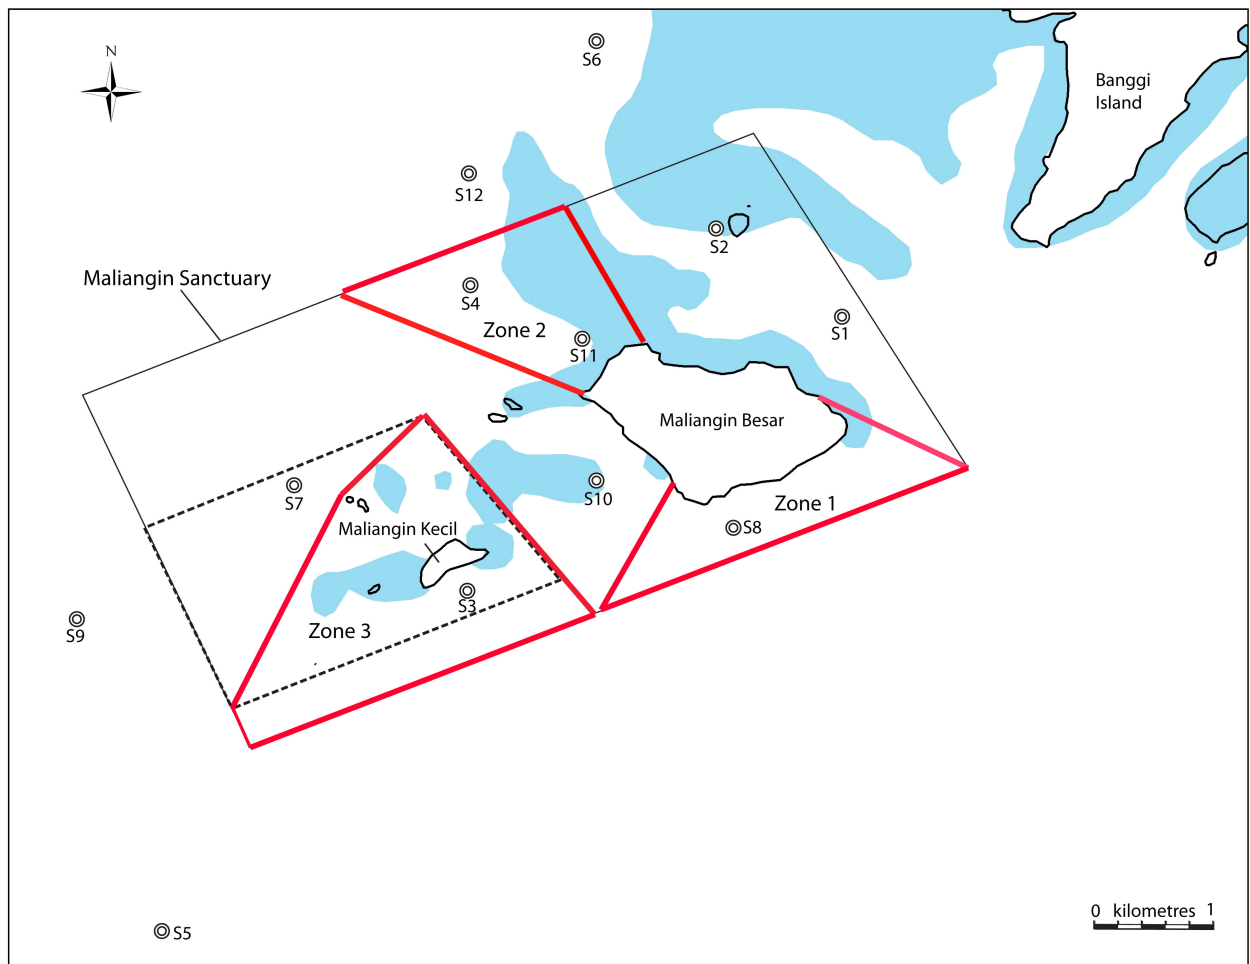 N
S6
Banggi
Island
S12
S2
Maliangin Sanctuary
S4
Zone 2
S1
S11
Maliangin Besar
S7
S10
Zone 1
Maliangin Kecil
S8
S3
S9
Zone 3
0 kilometres 1
S5